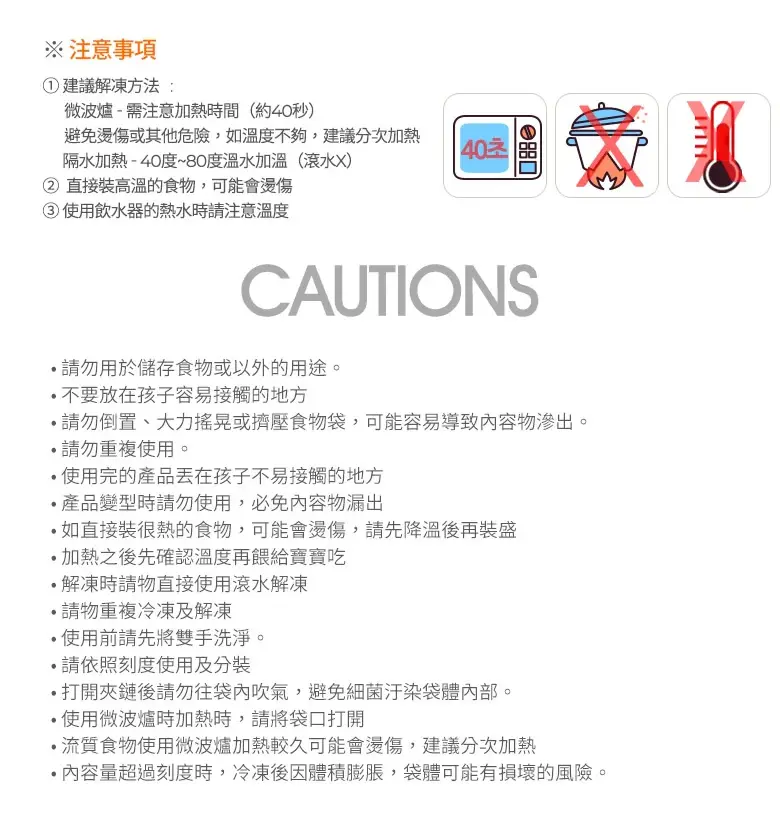 ※ 注意事項
① 建議解凍方法 :
微波爐 - 需注意加熱時間（約40秒）
避免燙傷或其他危險，如溫度不夠，建議分次加熱
隔水加熱 - 40度~80度溫水加溫（滾水X）
② 直接裝高溫的食物，可能會燙傷
③ 使用飲水器的熱水時請注意溫度
40초
CAUTIONS
• 請勿用於儲存食物或以外的用途。
• 不要放在孩子容易接觸的地方
• 請勿倒置、大力搖晃或擠壓食物袋，可能容易導致內容物滲出。
• 請勿重複使用。
• 使用完的產品丟在孩子不易接觸的地方
• 產品變型時請勿使用，必免內容物漏出
• 如直接裝很熱的食物，可能會燙傷，請先降溫後再裝盛
• 加熱之後先確認溫度再餵給寶寶吃
• 解凍時請物直接使用滾水解凍
• 請物重複冷凍及解凍
• 使用前請先將雙手洗淨。
• 請依照刻度使用及分裝
• 打開夾鏈後請勿往袋內吹氣，避免細菌汙染袋體內部。
• 使用微波爐時加熱時，請將袋口打開
• 流質食物使用微波爐加熱較久可能會燙傷，建議分次加熱
• 內容量超過刻度時，冷凍後因體積膨脹，袋體可能有損壞的風險。